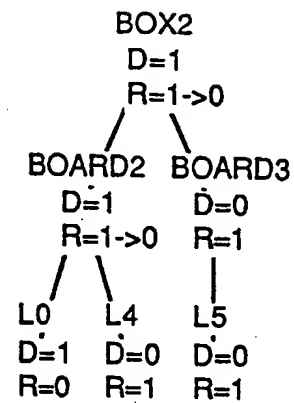 BOX2
D=1
R=1->0
BOARD2 BOARD3
D=1 D=0
R=1->0 R=1
L0 L4 L5
D=1 D=0 D=0
R=0 R=1 R=1